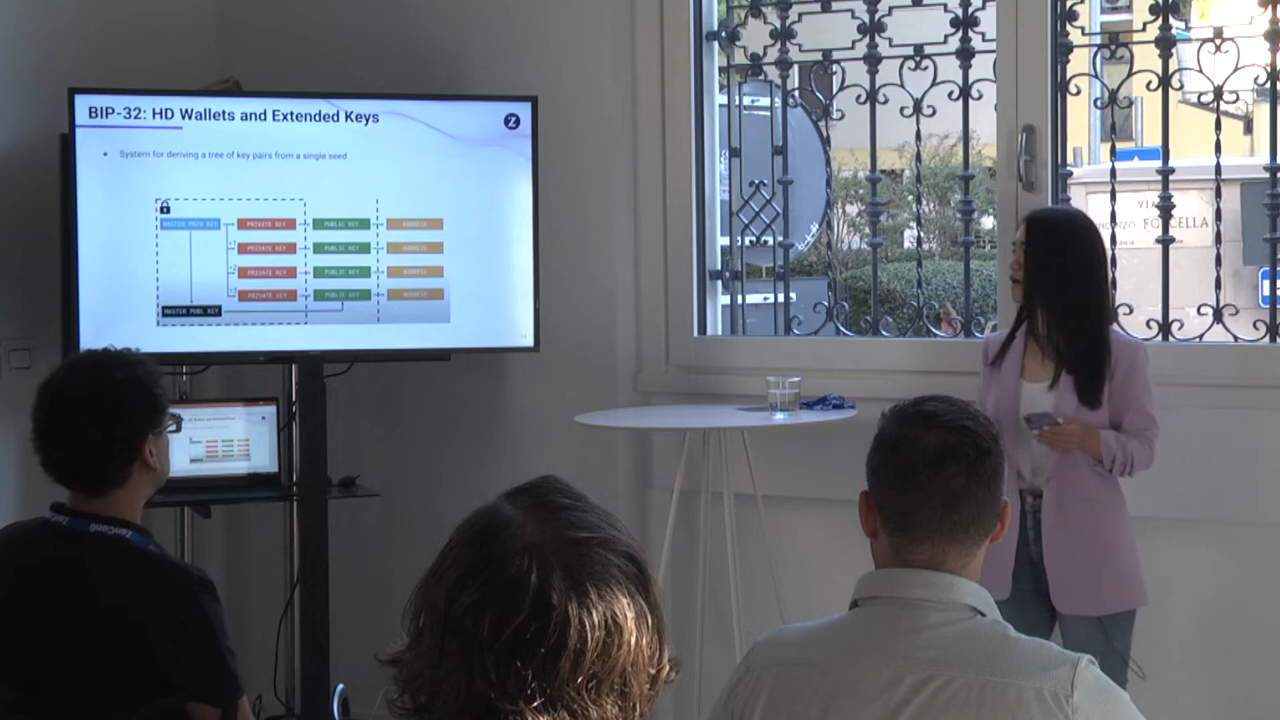 BIP-32: HD Wallets and Extended Keys
Z
• System for deriving a tree of key pairs from a single seed
MASTER PRIV KEY PRIVATE KEY PUBLIC KEY ADDRESS
PRIVATE KEY PUBLIC KEY ADDRESS
PRIVATE KEY PUBLIC KEY ADDRESS
PRIVATE KEY PUBLIC KEY ADDRESS
MASTER PUBL KEY
VIA